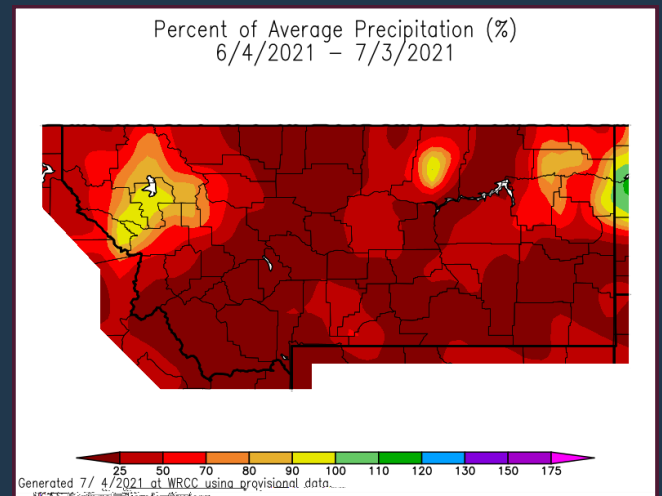 Percent of Average Precipitation (%)
6/4/2021 – 7/3/2021
25 50 70 80 90 100 110 120 130 150 175
Generated 7/ 4/2021 at WRCC using provisional data.